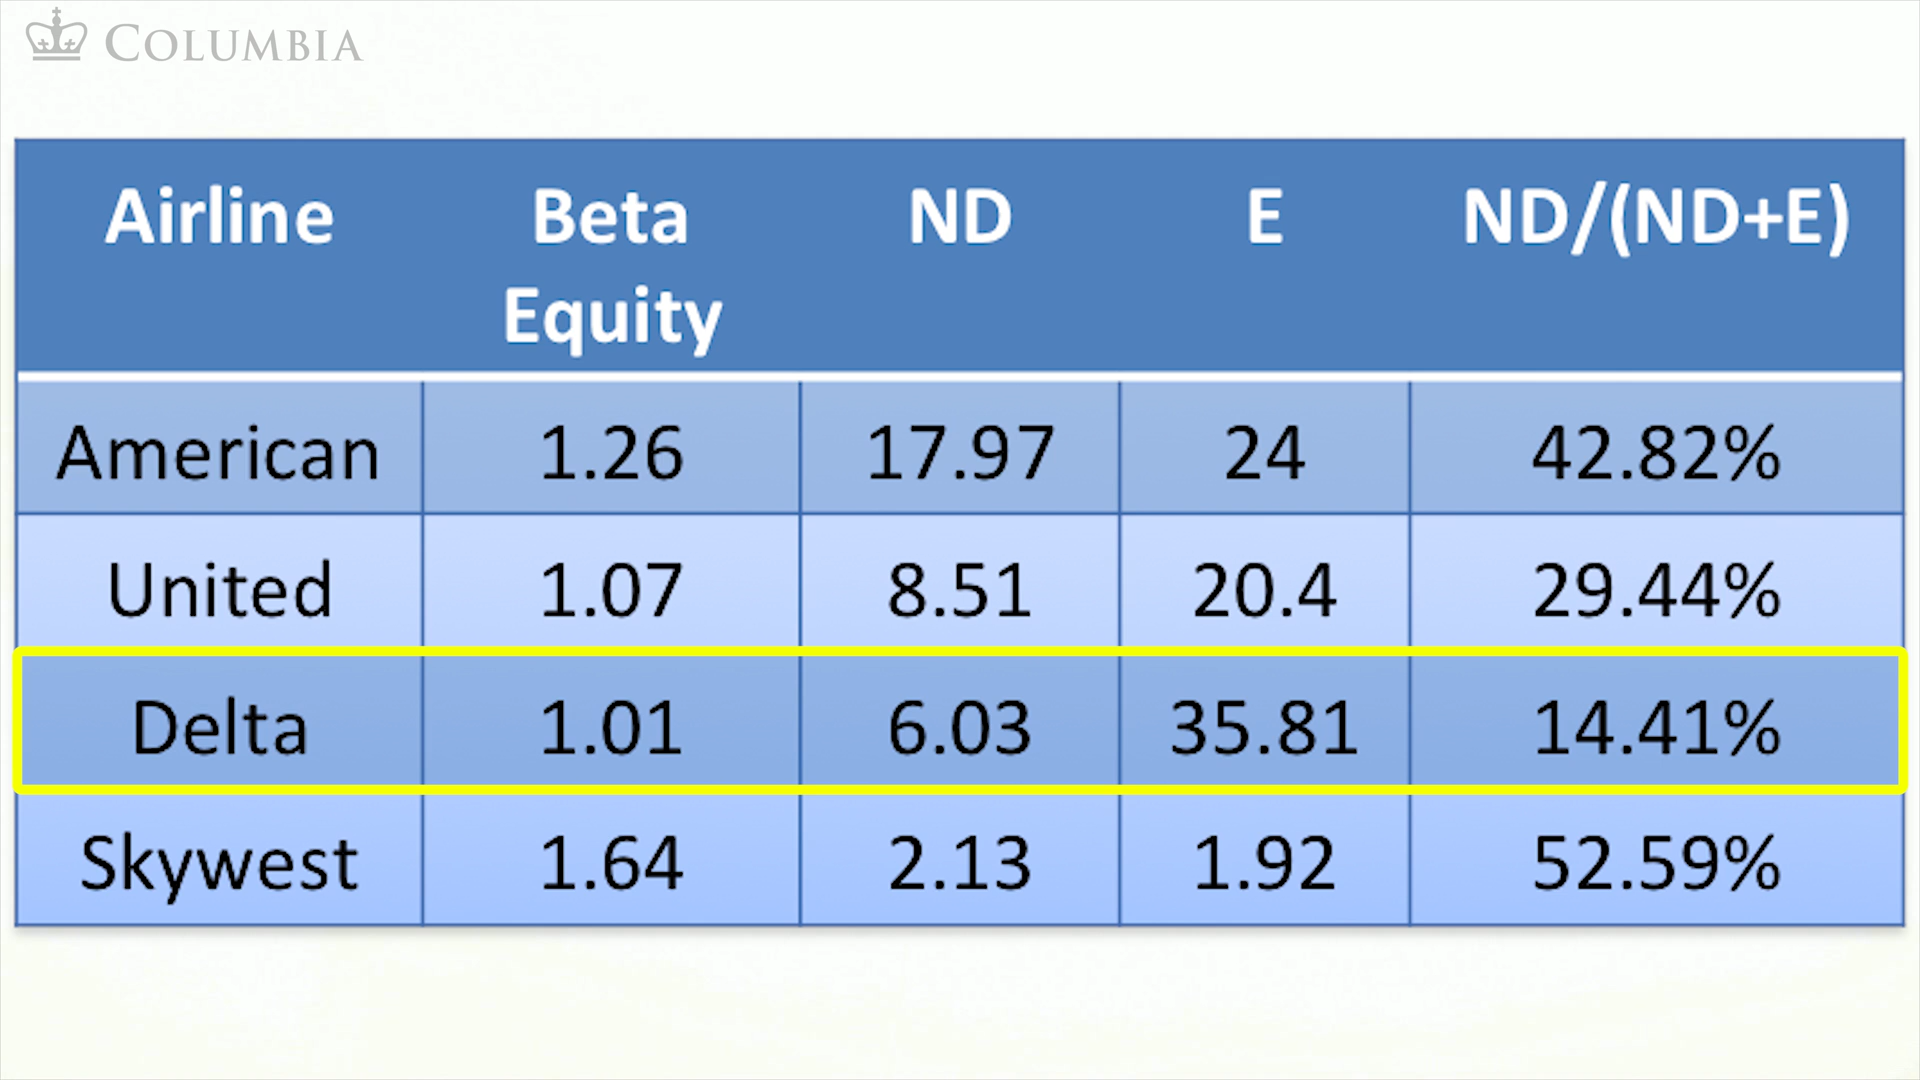 COLUMBIA
Airline Beta Equity ND E ND/(ND+E)
American 1.26 17.97 24 42.82%
United 1.07 8.51 20.4 29.44%
Delta 1.01 6.03 35.81 14.41%
Skywest 1.64 2.13 1.92 52.59%